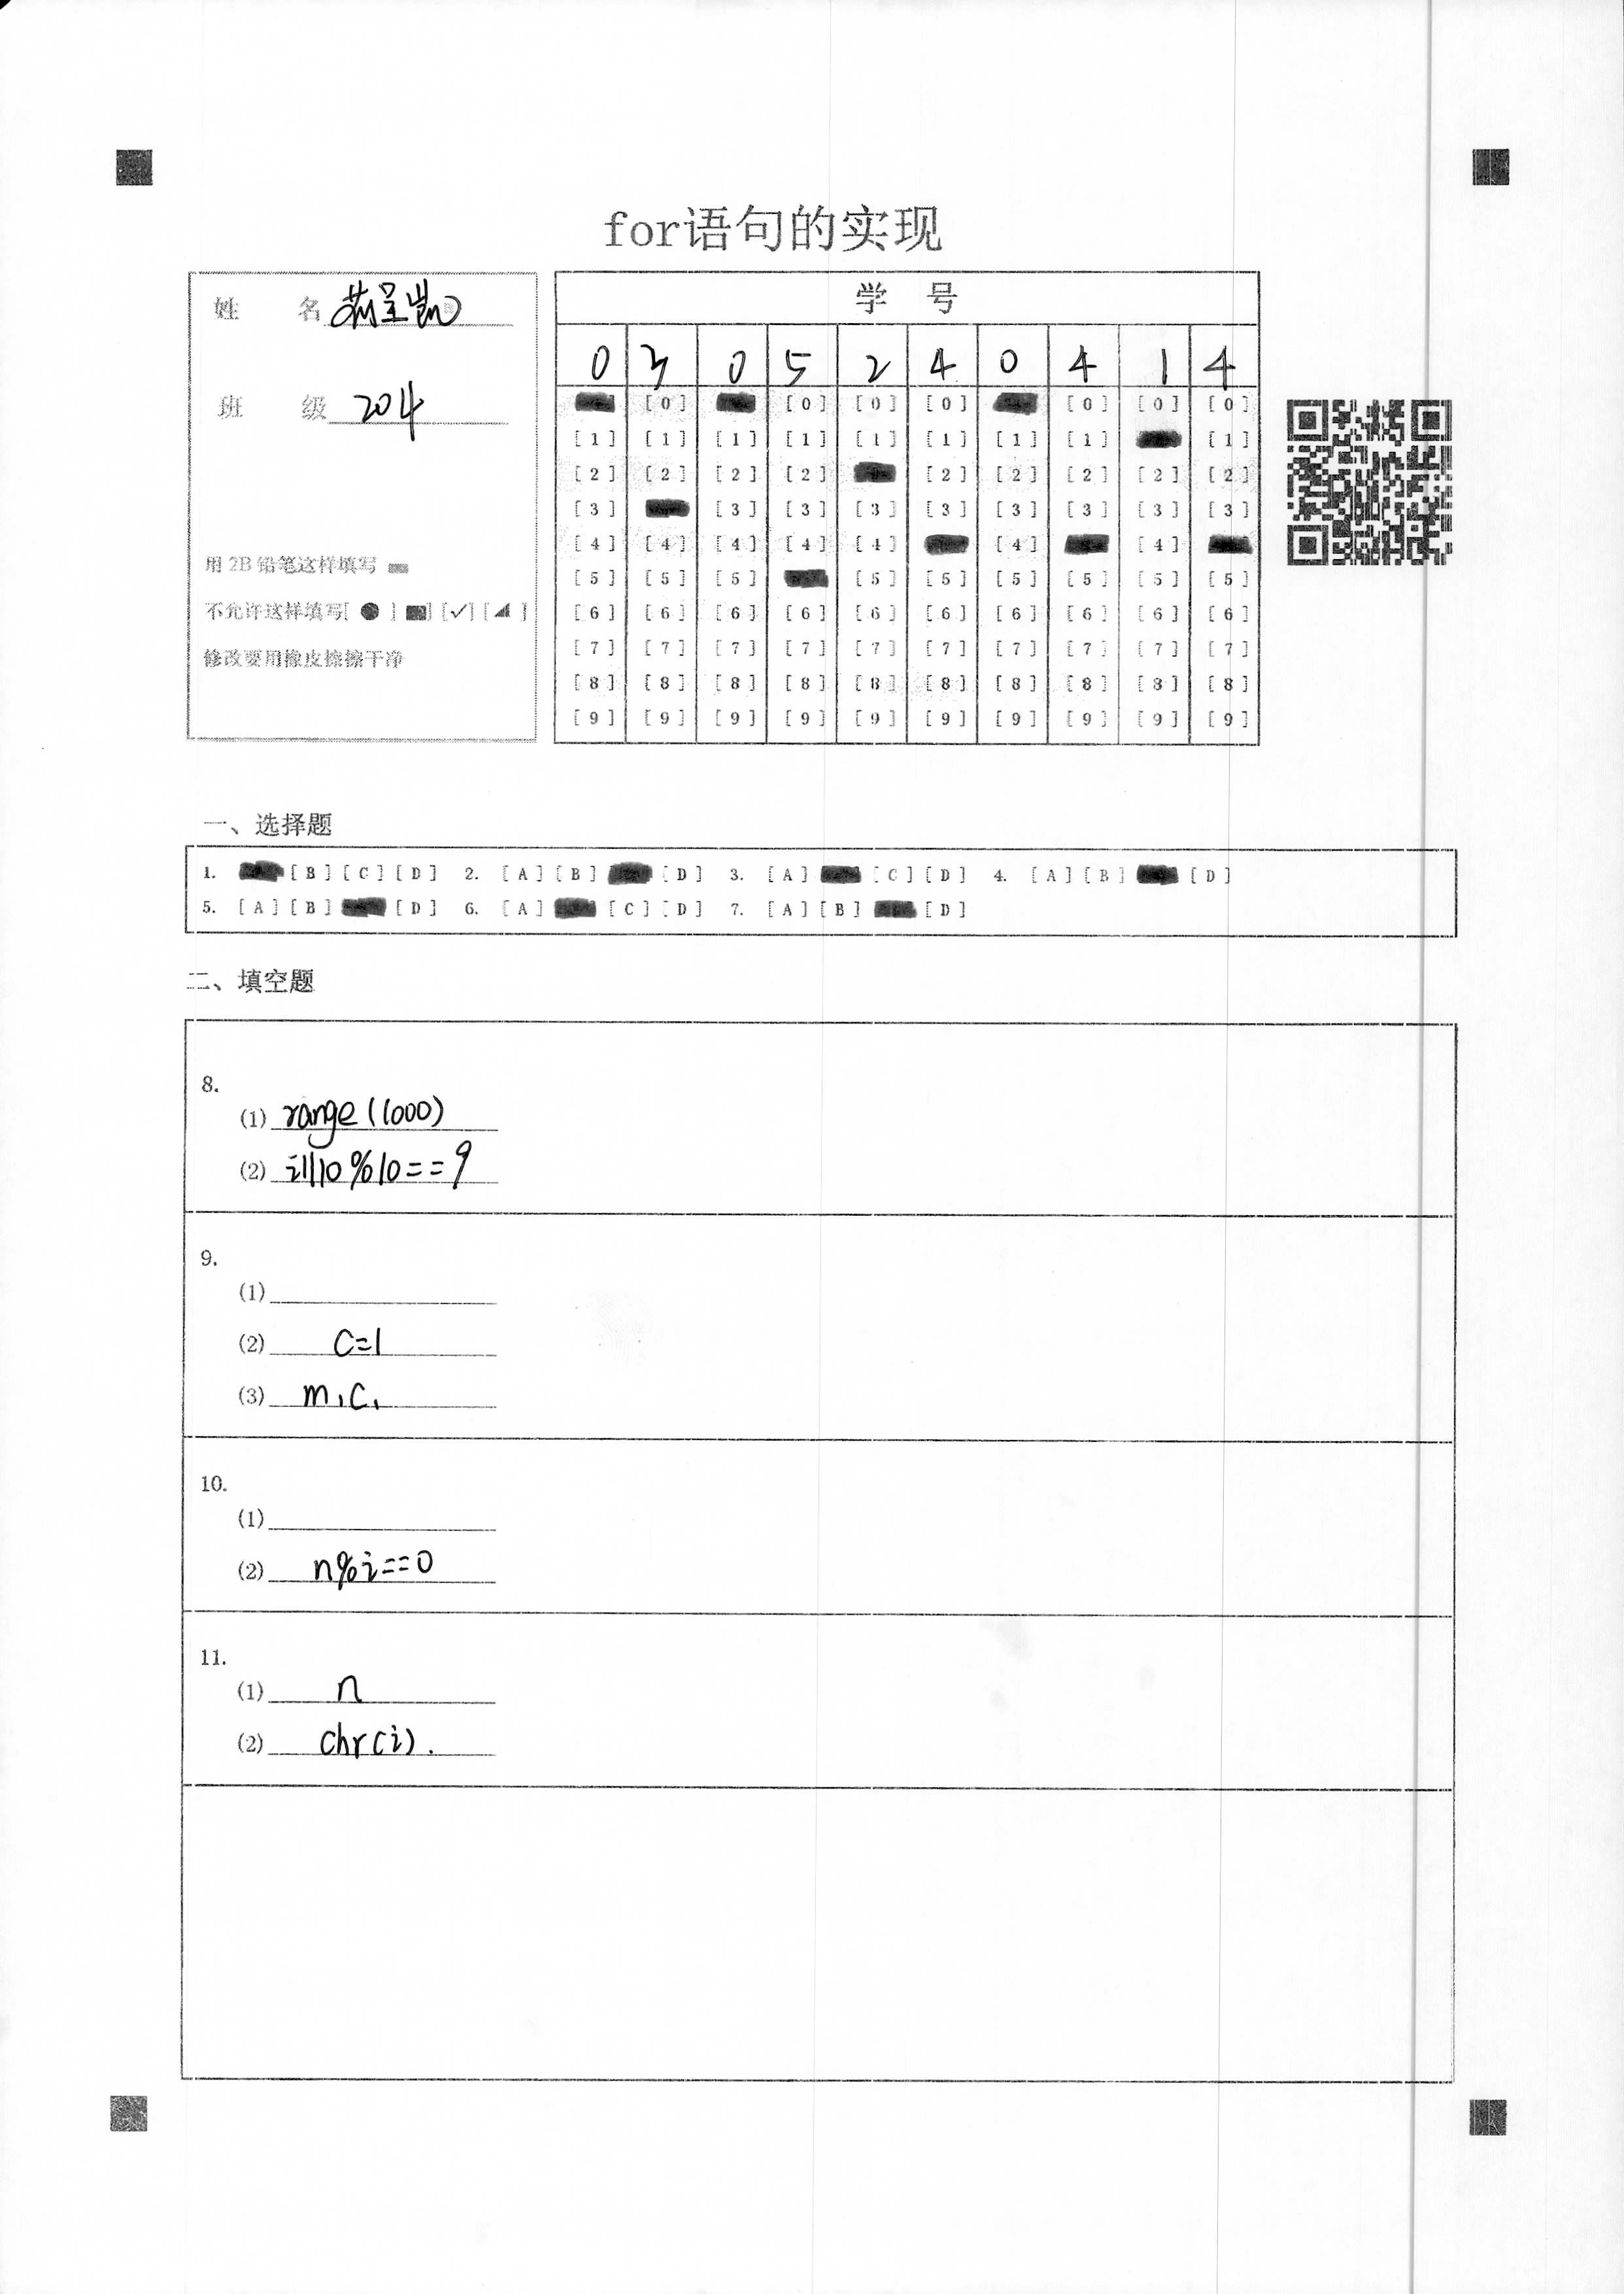 for语句的实现
姓 名 苏呈凯
班 级 204
用2B铅笔这样填写
不允许这样填写[ ● ] [■] [✓] [◢ ]
修改要用橡皮擦擦干净
学 号
0 3 0 5 2 4 0 4 1 4
[0] [0] [0] [0] [0] [0] [0]
[1] [1] [1] [1] [1] [1] [1] [1] [1]
[2] [2] [2] [2] [2] [2] [2] [2] [2]
[3] [3] [3] [3] [3] [3] [3] [3] [3]
[4] [4] [4] [4] [4] [4] [4]
[5] [5] [5] [5] [5] [5] [5] [5] [5]
[6] [6] [6] [6] [6] [6] [6] [6] [6] [6]
[7] [7] [7] [7] [7] [7] [7] [7] [7] [7]
[8] [8] [8] [8] [8] [8] [8] [8] [8] [8]
[9] [9] [9] [9] [9] [9] [9] [9] [9] [9]
一、选择题
1. [B] [C] [D] 2. [A] [B] [D] 3. [A] [C] [D] 4. [A] [B] [D]
5. [A] [B] [D] 6. [A] [C] [D] 7. [A] [B] [D]
二、填空题
8.
(1) range(1000)
(2) i//10%10==9
9.
(1)
(2) c=1
(3) m,c,
10.
(1)
(2) n%i==0
11.
(1) n
(2) chr(i).